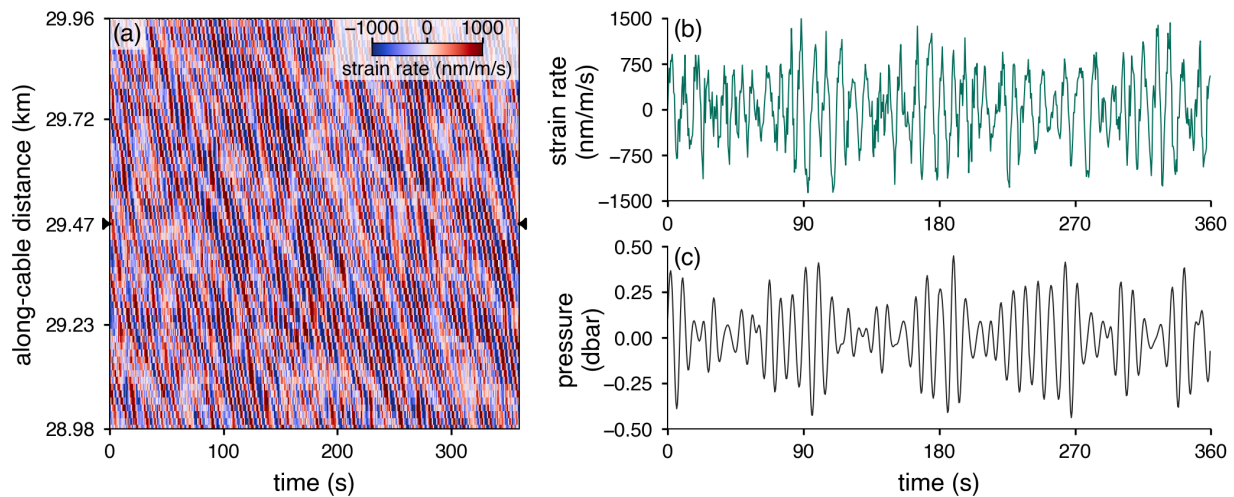 (a)
−1000 0 1000
strain rate (nm/m/s)
along-cable distance (km)
29.96
29.72
29.47
29.23
28.98
0 100 200 300
time (s)
(b)
strain rate
(nm/m/s)
1500
750
0
−750
−1500
0 90 180 270 360
(c)
pressure
(dbar)
0.50
0.25
0.00
−0.25
−0.50
0 90 180 270 360
time (s)